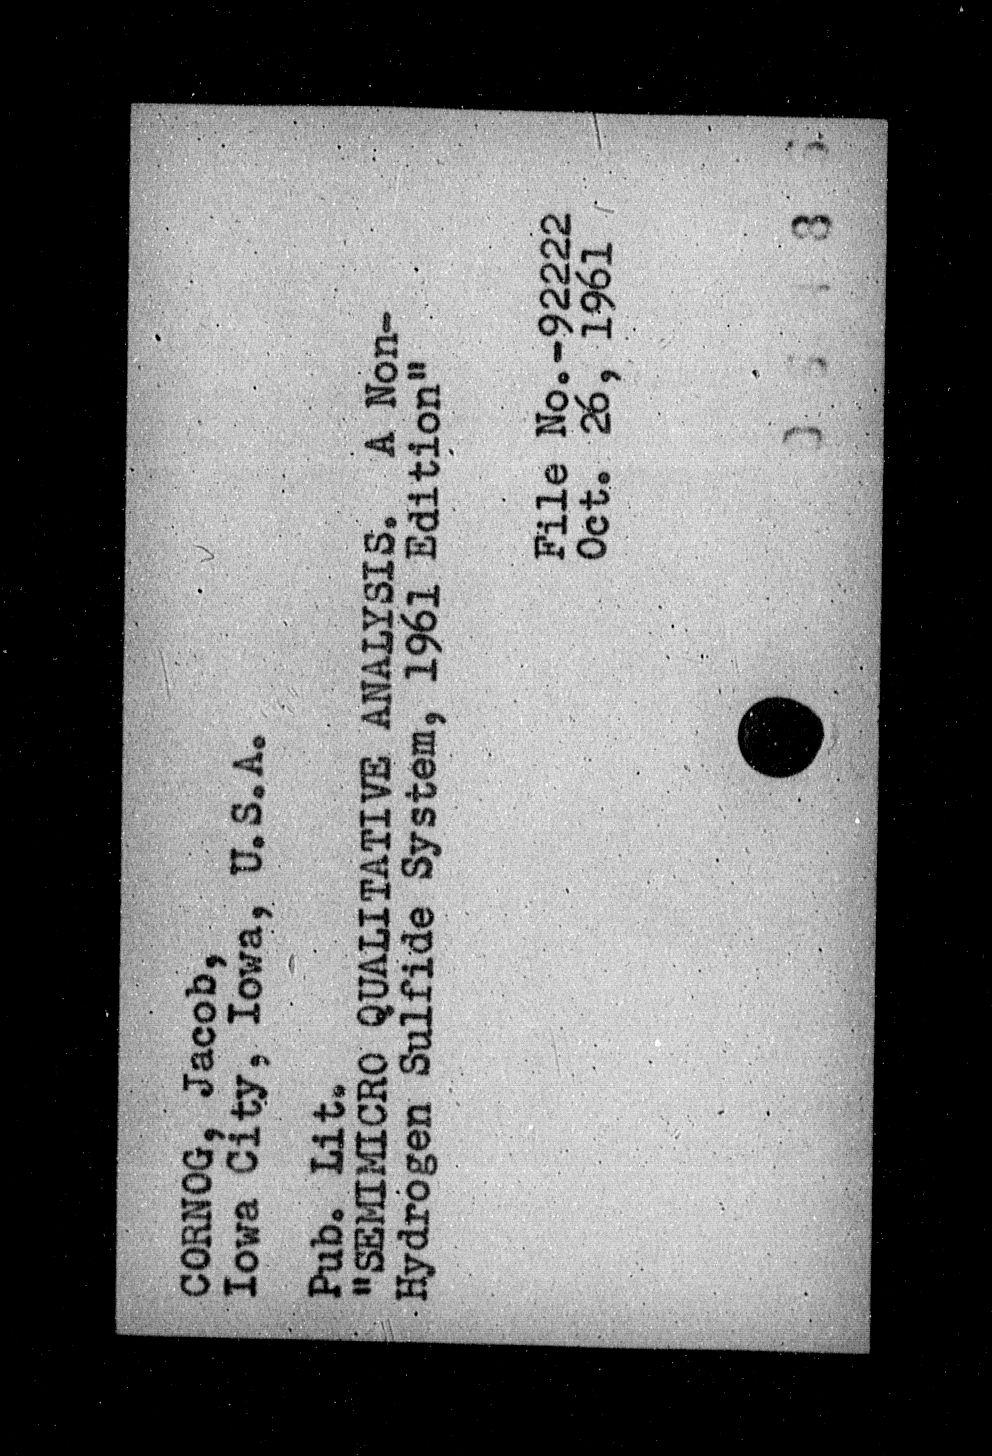 CORNOG, Jacob,
Iowa City, Iowa, U.S.A.
Pub. Lit.
"SEMIMICRO QUALITATIVE ANALYSIS. A Non-
Hydrogen Sulfide System, 1961 Edition"
File No.-92222
Oct. 26, 1961